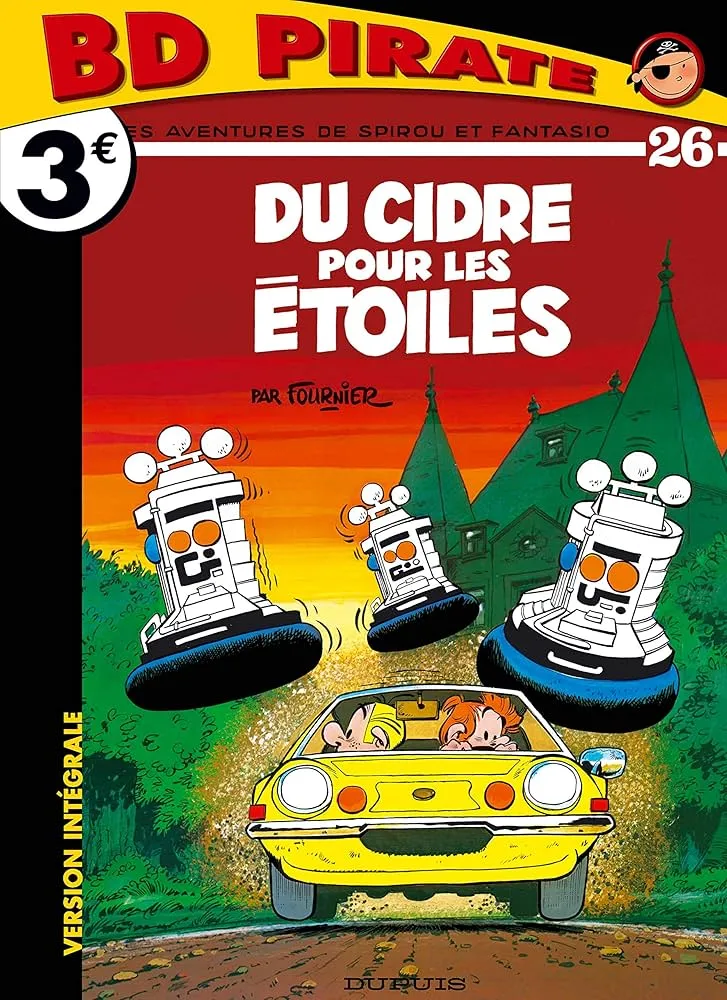 BD PIRATE
3€
ES AVENTURES DE SPIROU ET FANTASIO
26
DU CIDRE
POUR LES
ÉTOILES
PAR FOURNIER
VERSION INTÉGRALE
DUPUIS